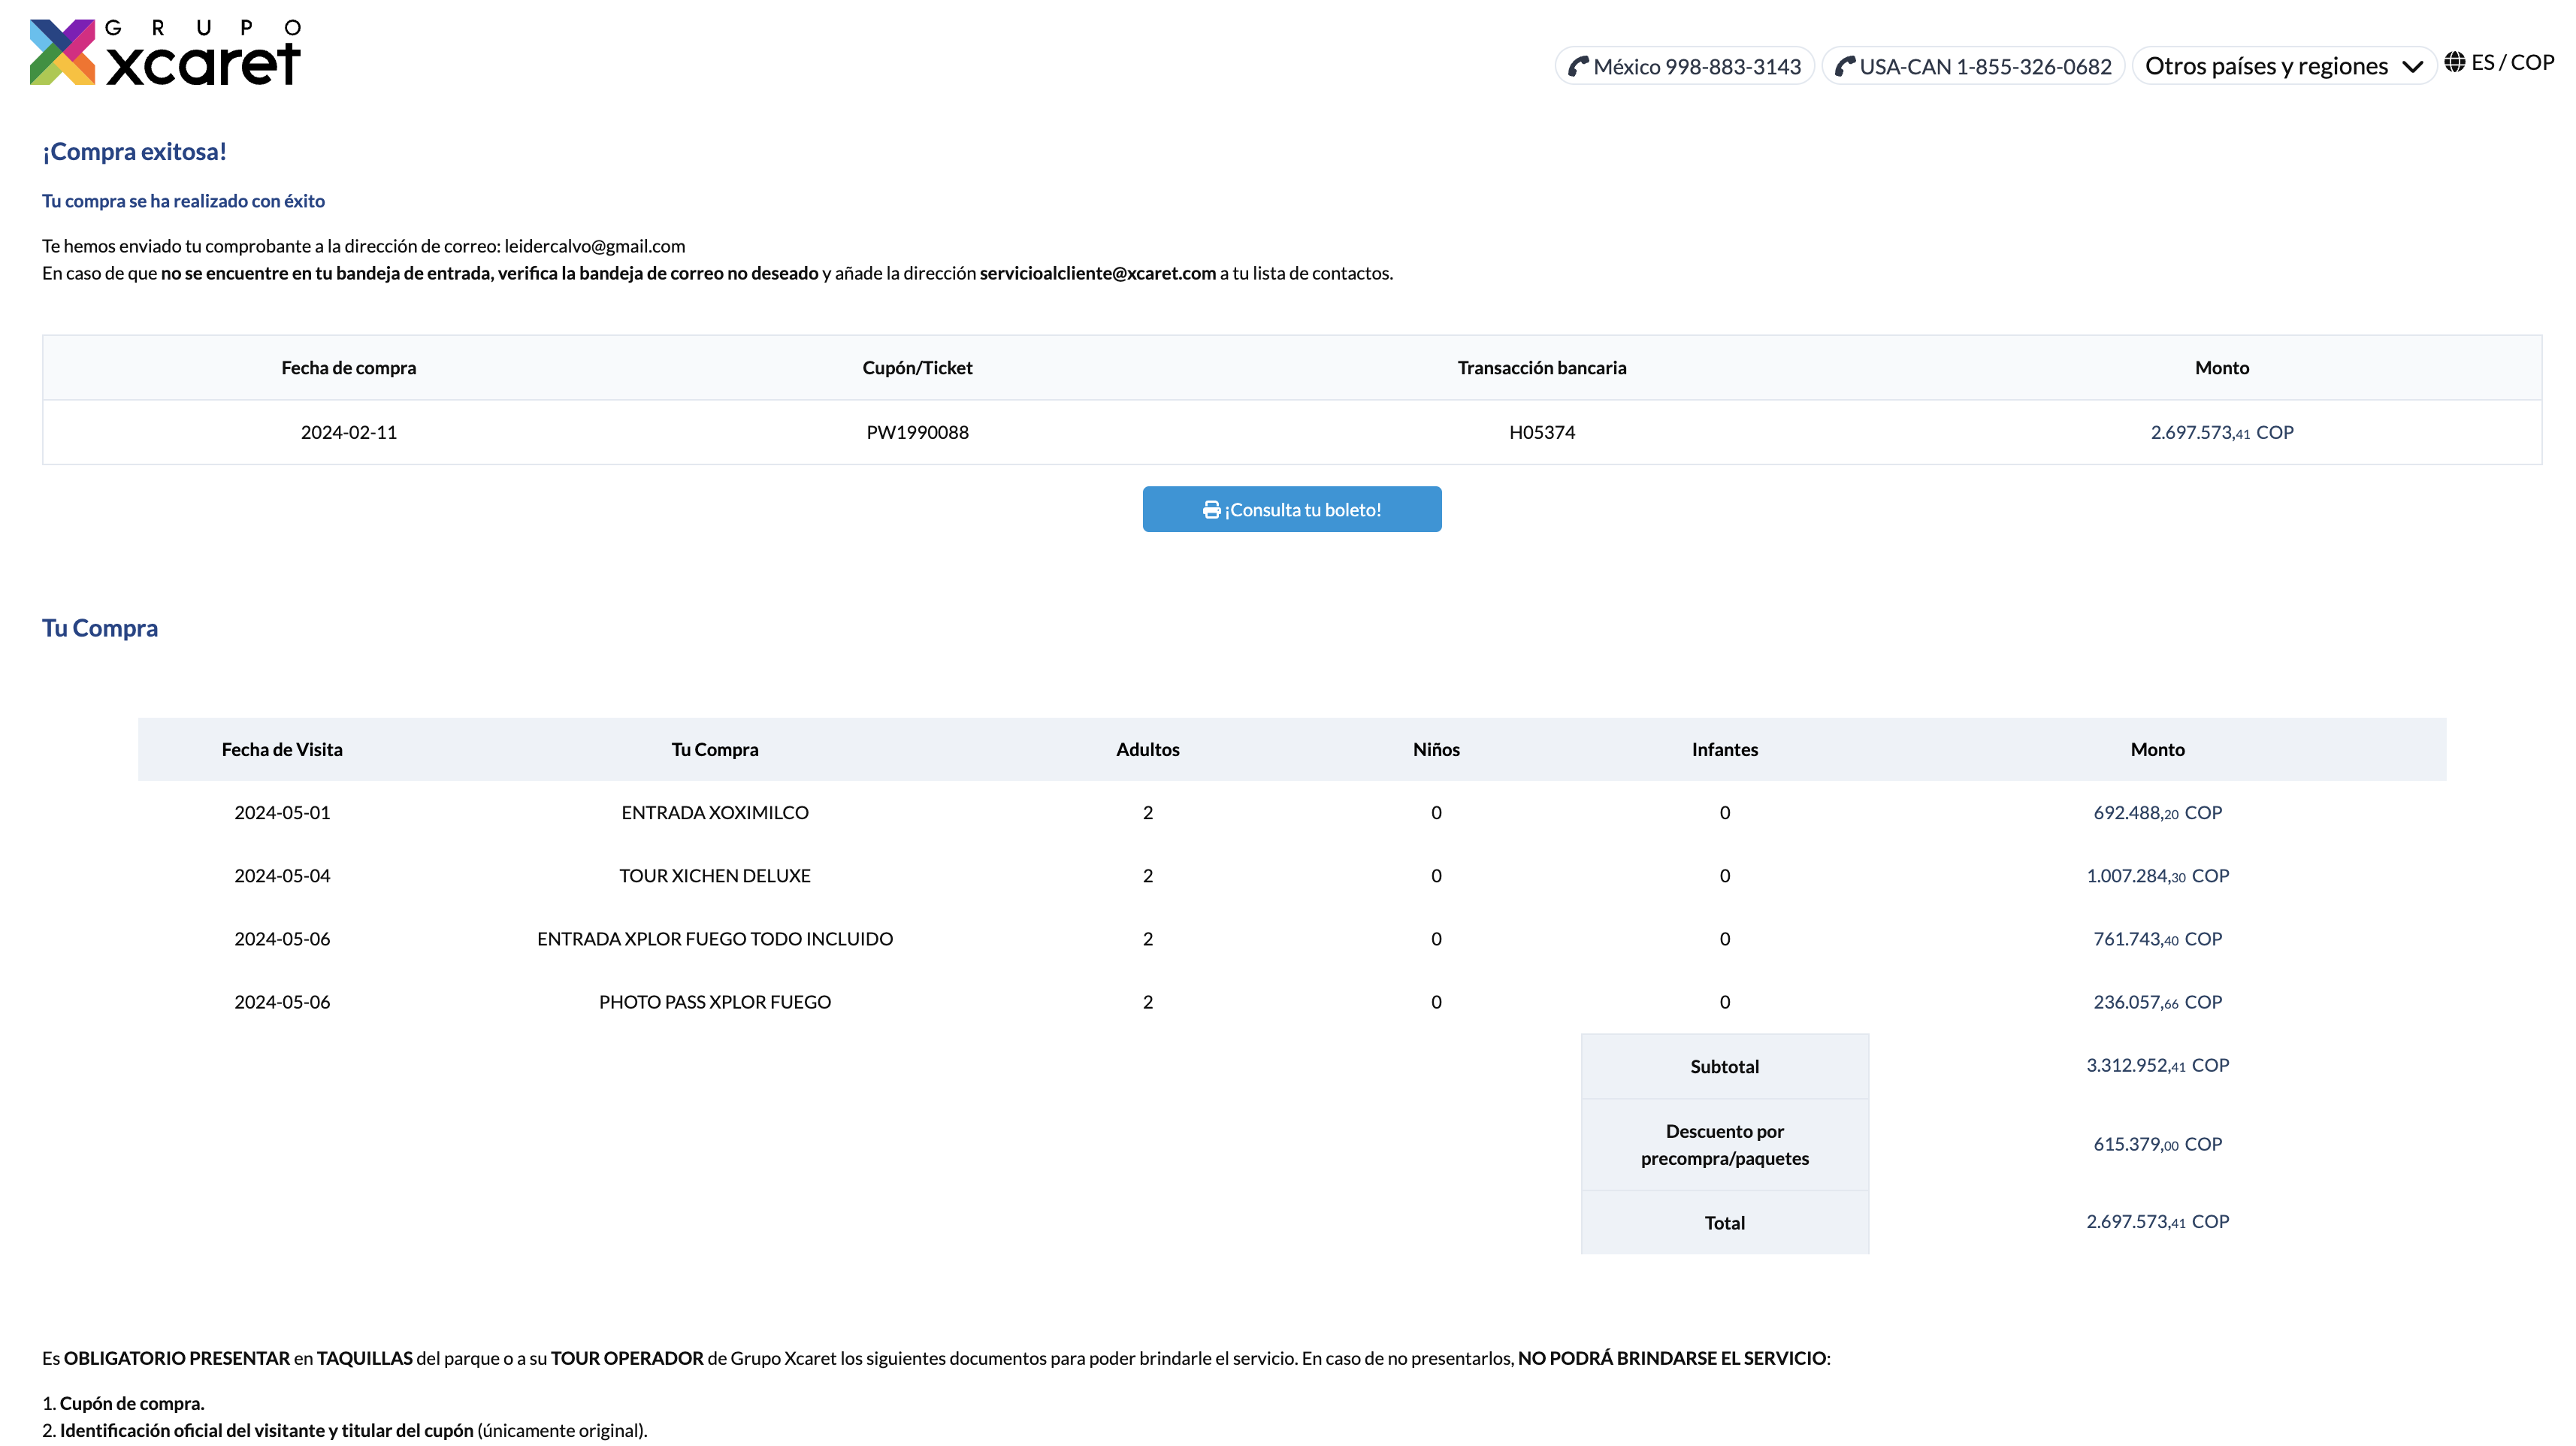 GRUPO
xcaret
México 998-883-3143 USA-CAN 1-855-326-0682 Otros países y regiones ES / COP
¡Compra exitosa!
Tu compra se ha realizado con éxito
Te hemos enviado tu comprobante a la dirección de correo: leidercalvo@gmail.com
En caso de que no se encuentre en tu bandeja de entrada, verifica la bandeja de correo no deseado y añade la dirección servicioalcliente@xcaret.com a tu lista de contactos.
Fecha de compra Cupón/Ticket Transacción bancaria Monto
2024-02-11 PW1990088 H05374 2.697.573,41 COP
¡Consulta tu boleto!
Tu Compra
Fecha de Visita Tu Compra Adultos Niños Infantes Monto
2024-05-01 ENTRADA XOXIMILCO 2 0 0 692.488,20 COP
2024-05-04 TOUR XICHEN DELUXE 2 0 0 1.007.284,30 COP
2024-05-06 ENTRADA XPLOR FUEGO TODO INCLUIDO 2 0 0 761.743,40 COP
2024-05-06 PHOTO PASS XPLOR FUEGO 2 0 0 236.057,66 COP
Subtotal 3.312.952,41 COP
Descuento por
precompra/paquetes 615.379,00 COP
Total 2.697.573,41 COP
Es OBLIGATORIO PRESENTAR en TAQUILLAS del parque o a su TOUR OPERADOR de Grupo Xcaret los siguientes documentos para poder brindarle el servicio. En caso de no presentarlos, NO PODRÁ BRINDARSE EL SERVICIO:
1. Cupón de compra.
2. Identificación oficial del visitante y titular del cupón (únicamente original).